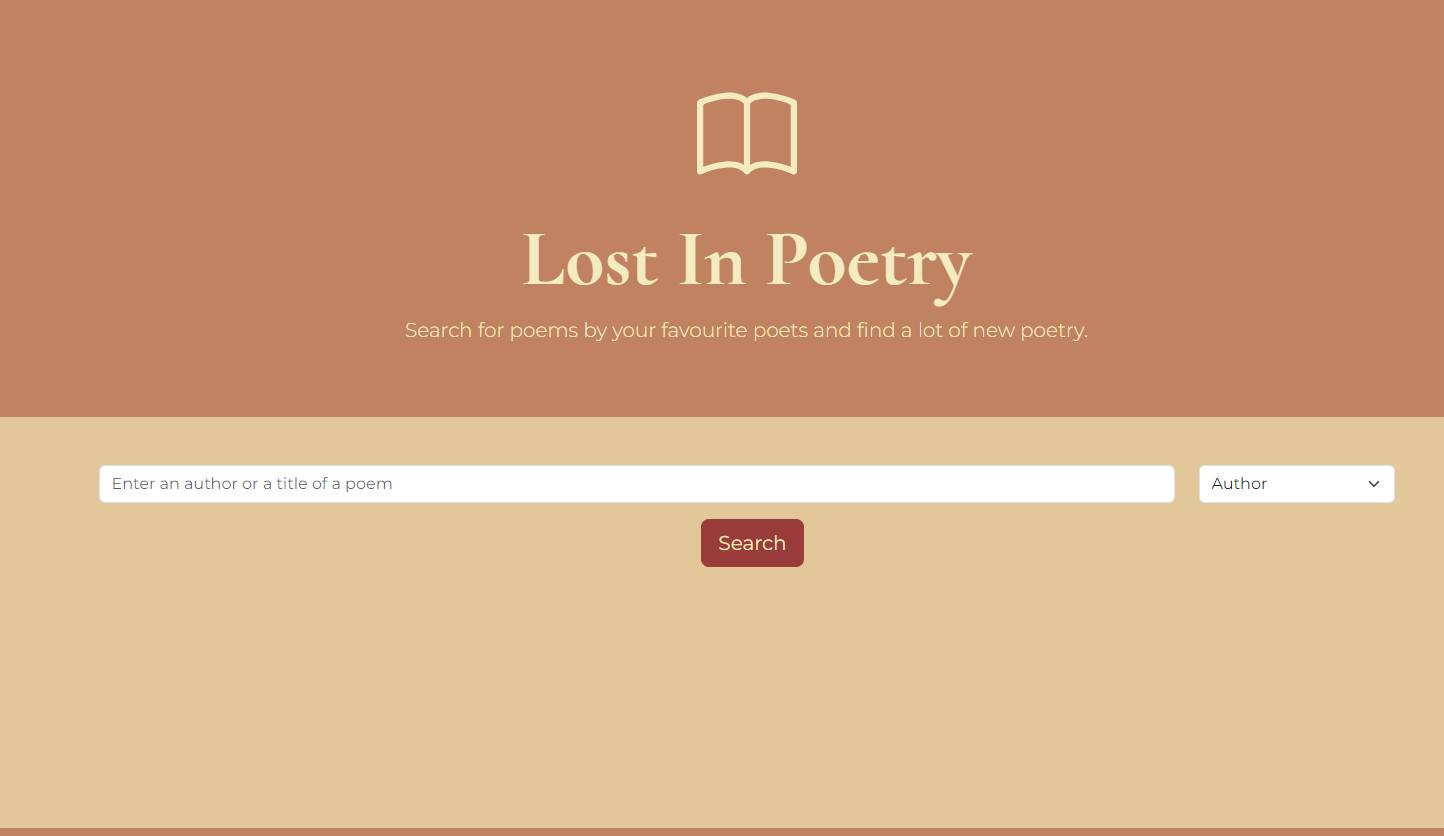 Lost In Poetry
Search for poems by your favourite poets and find a lot of new poetry.
Enter an author or a title of a poem
Author
Search